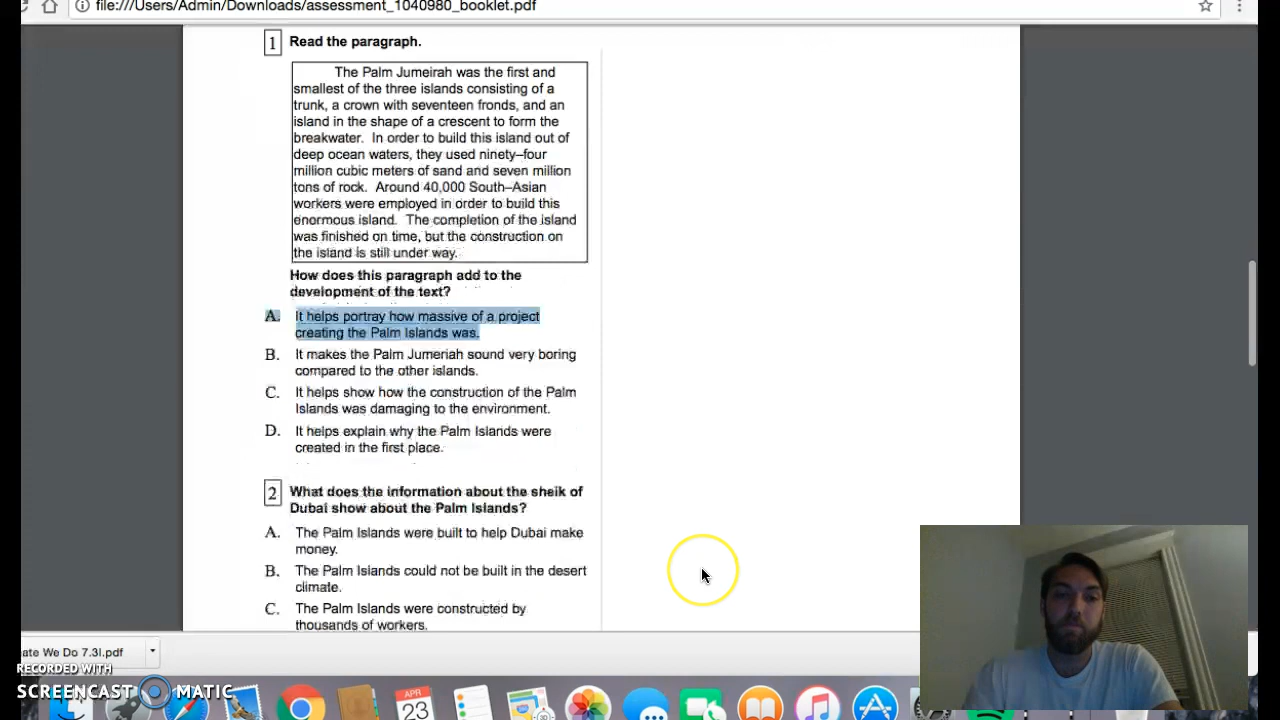 file:///Users/Admin/Downloads/assessment_1040980_booklet.pdf
1 Read the paragraph.
The Palm Jumeirah was the first and
smallest of the three islands consisting of a
trunk, a crown with seventeen fronds, and an
island in the shape of a crescent to form the
breakwater. In order to build this island out of
deep ocean waters, they used ninety–four
million cubic meters of sand and seven million
tons of rock. Around 40,000 South–Asian
workers were employed in order to build this
enormous island. The completion of the island
was finished on time, but the construction on
the island is still under way.
How does this paragraph add to the
development of the text?
A. It helps portray how massive of a project
creating the Palm Islands was.
B. It makes the Palm Jumeriah sound very boring
compared to the other islands.
C. It helps show how the construction of the Palm
Islands was damaging to the environment.
D. It helps explain why the Palm Islands were
created in the first place.
2 What does the information about the sheik of
Dubai show about the Palm Islands?
A. The Palm Islands were built to help Dubai make
money.
B. The Palm Islands could not be built in the desert
climate.
C. The Palm Islands were constructed by
thousands of workers.
ate We Do 7.3I.pdf
RECORDED WITH
SCREENCAST MATIC
APR
23